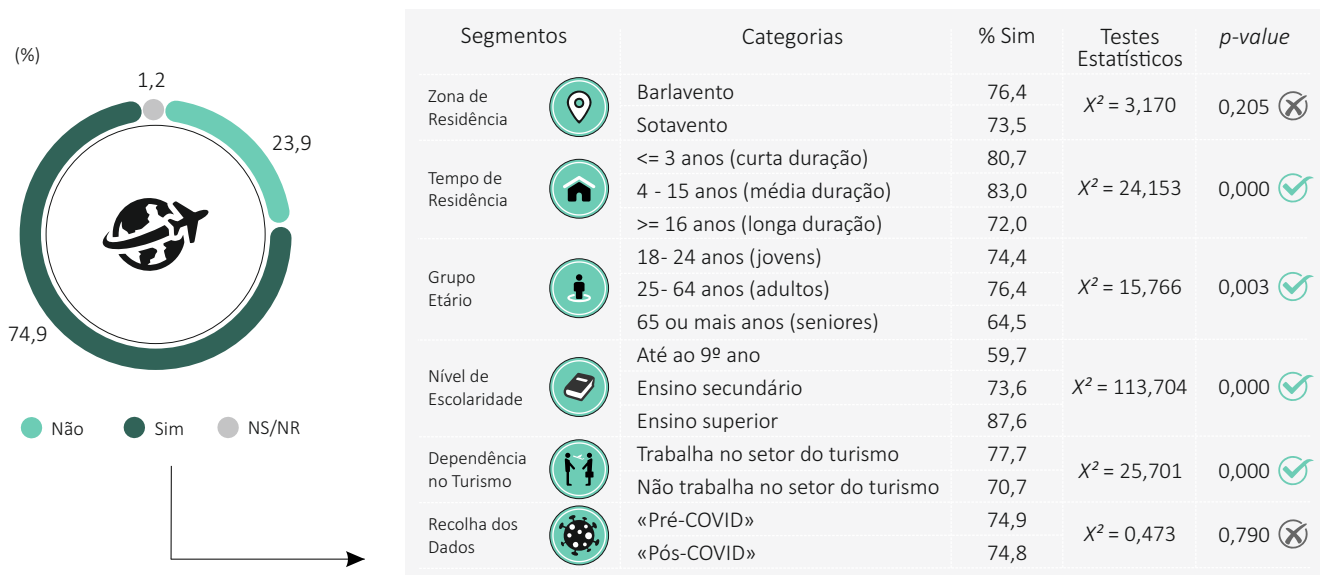 (%)
1,2
23,9
74,9
Não
Sim
NS/NR
Segmentos
Categorias
% Sim
Testes
Estatísticos
p-value
Zona de
Residência
Barlavento
76,4
Sotavento
73,5
X² = 3,170
0,205
Tempo de
Residência
<= 3 anos (curta duração)
80,7
4 - 15 anos (média duração)
83,0
>= 16 anos (longa duração)
72,0
X² = 24,153
0,000
Grupo
Etário
18- 24 anos (jovens)
74,4
25- 64 anos (adultos)
76,4
65 ou mais anos (seniores)
64,5
X² = 15,766
0,003
Nível de
Escolaridade
Até ao 9º ano
59,7
Ensino secundário
73,6
Ensino superior
87,6
X² = 113,704
0,000
Dependência
no Turismo
Trabalha no setor do turismo
77,7
Não trabalha no setor do turismo
70,7
X² = 25,701
0,000
Recolha dos
Dados
«Pré-COVID»
74,9
«Pós-COVID»
74,8
X² = 0,473
0,790